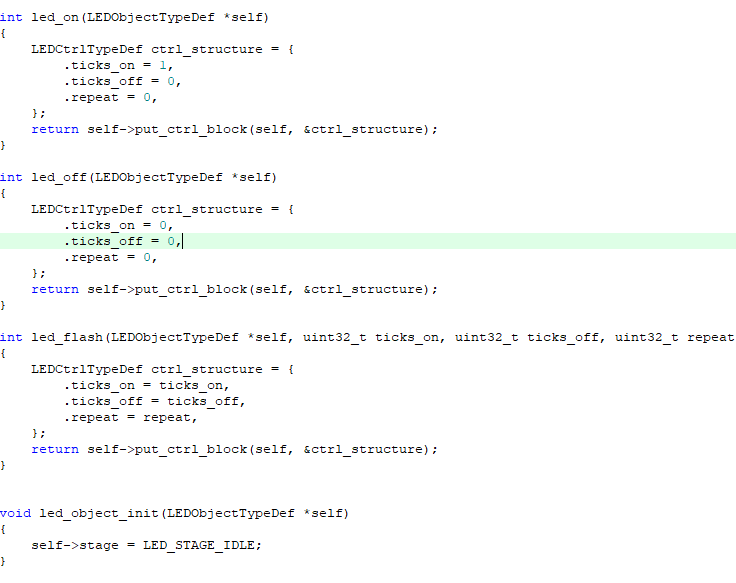 int led_on(LEDObjectTypeDef *self)
{
    LEDCtrlTypeDef ctrl_structure = {
        .ticks_on = 1,
        .ticks_off = 0,
        .repeat = 0,
    };
    return self->put_ctrl_block(self, &ctrl_structure);
}

int led_off(LEDObjectTypeDef *self)
{
    LEDCtrlTypeDef ctrl_structure = {
        .ticks_on = 0,
        .ticks_off = 0,
        .repeat = 0,
    };
    return self->put_ctrl_block(self, &ctrl_structure);
}

int led_flash(LEDObjectTypeDef *self, uint32_t ticks_on, uint32_t ticks_off, uint32_t repeat
{
    LEDCtrlTypeDef ctrl_structure = {
        .ticks_on = ticks_on,
        .ticks_off = ticks_off,
        .repeat = repeat,
    };
    return self->put_ctrl_block(self, &ctrl_structure);
}


void led_object_init(LEDObjectTypeDef *self)
{
    self->stage = LED_STAGE_IDLE;
}